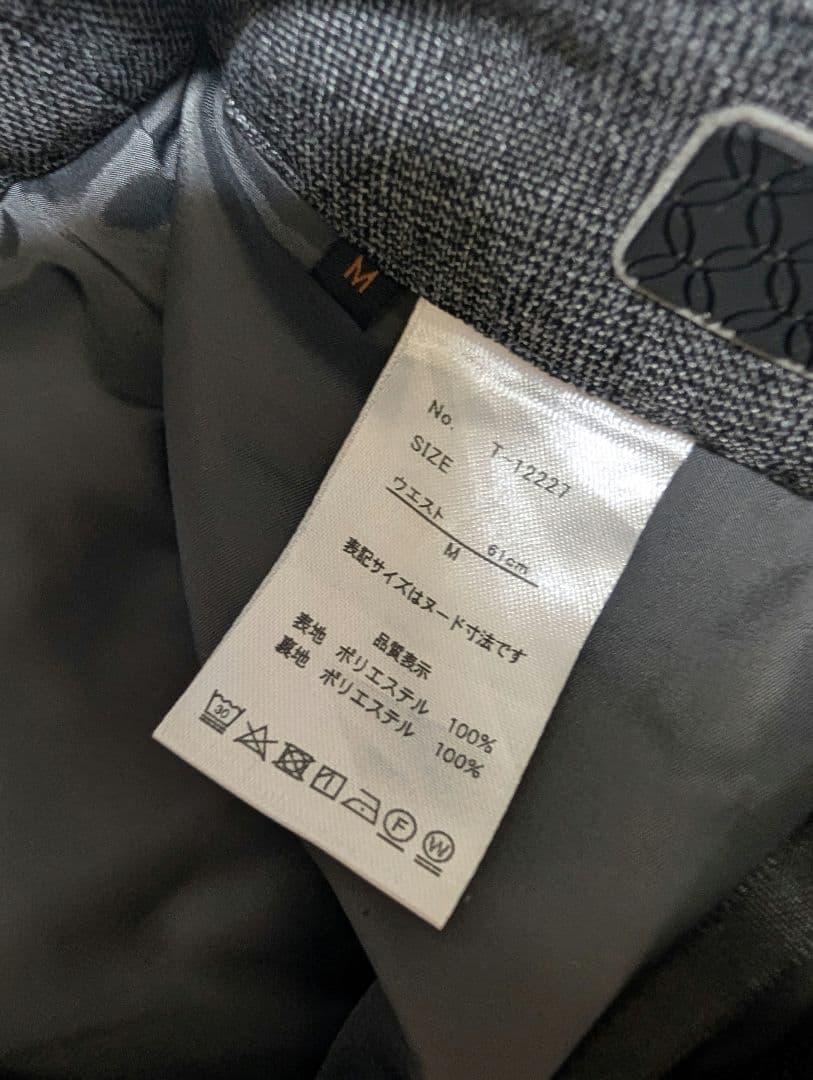 M
No. T-12227
SIZE
ウエスト 61cm
M
表記サイズはヌード寸法です
品質表示
表地 ポリエステル 100%
裏地 ポリエステル 100%
30
F W